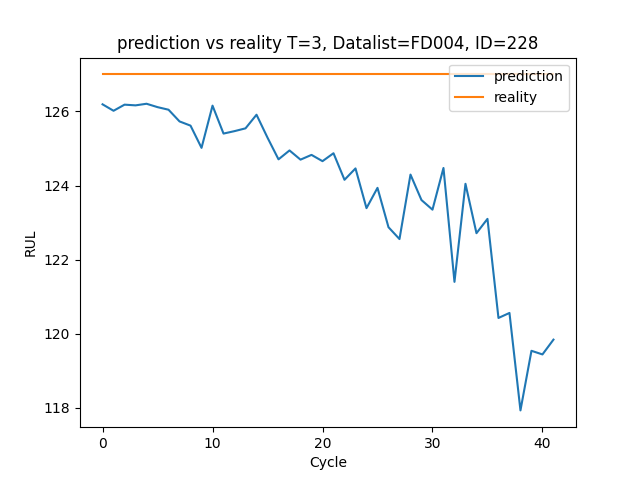 prediction vs reality T=3, Datalist=FD004, ID=228
prediction
reality
126
124
122
120
118
RUL
0 10 20 30 40
Cycle